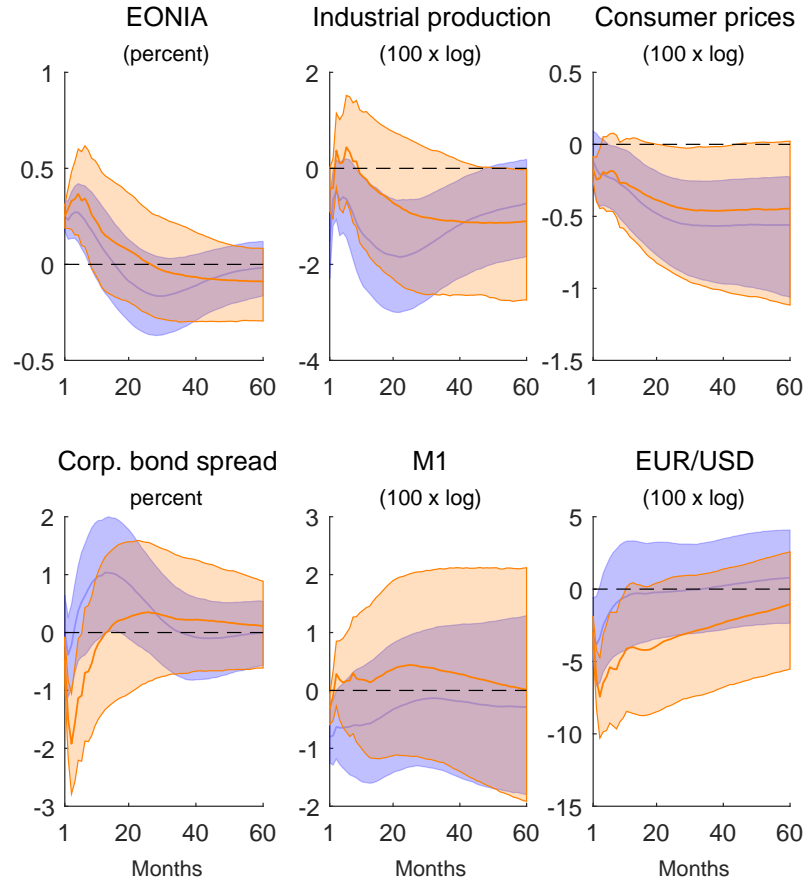 EONIA
(percent)
1
0.5
0
-0.5
1 20 40 60
Industrial production
(100 x log)
2
0
-2
-4
1 20 40 60
Consumer prices
(100 x log)
0.5
0
-0.5
-1
-1.5
1 20 40 60
Corp. bond spread
percent
2
1
0
-1
-2
-3
1 20 40 60
Months
M1
(100 x log)
3
2
1
0
-1
-2
1 20 40 60
Months
EUR/USD
(100 x log)
5
0
-5
-10
-15
1 20 40 60
Months